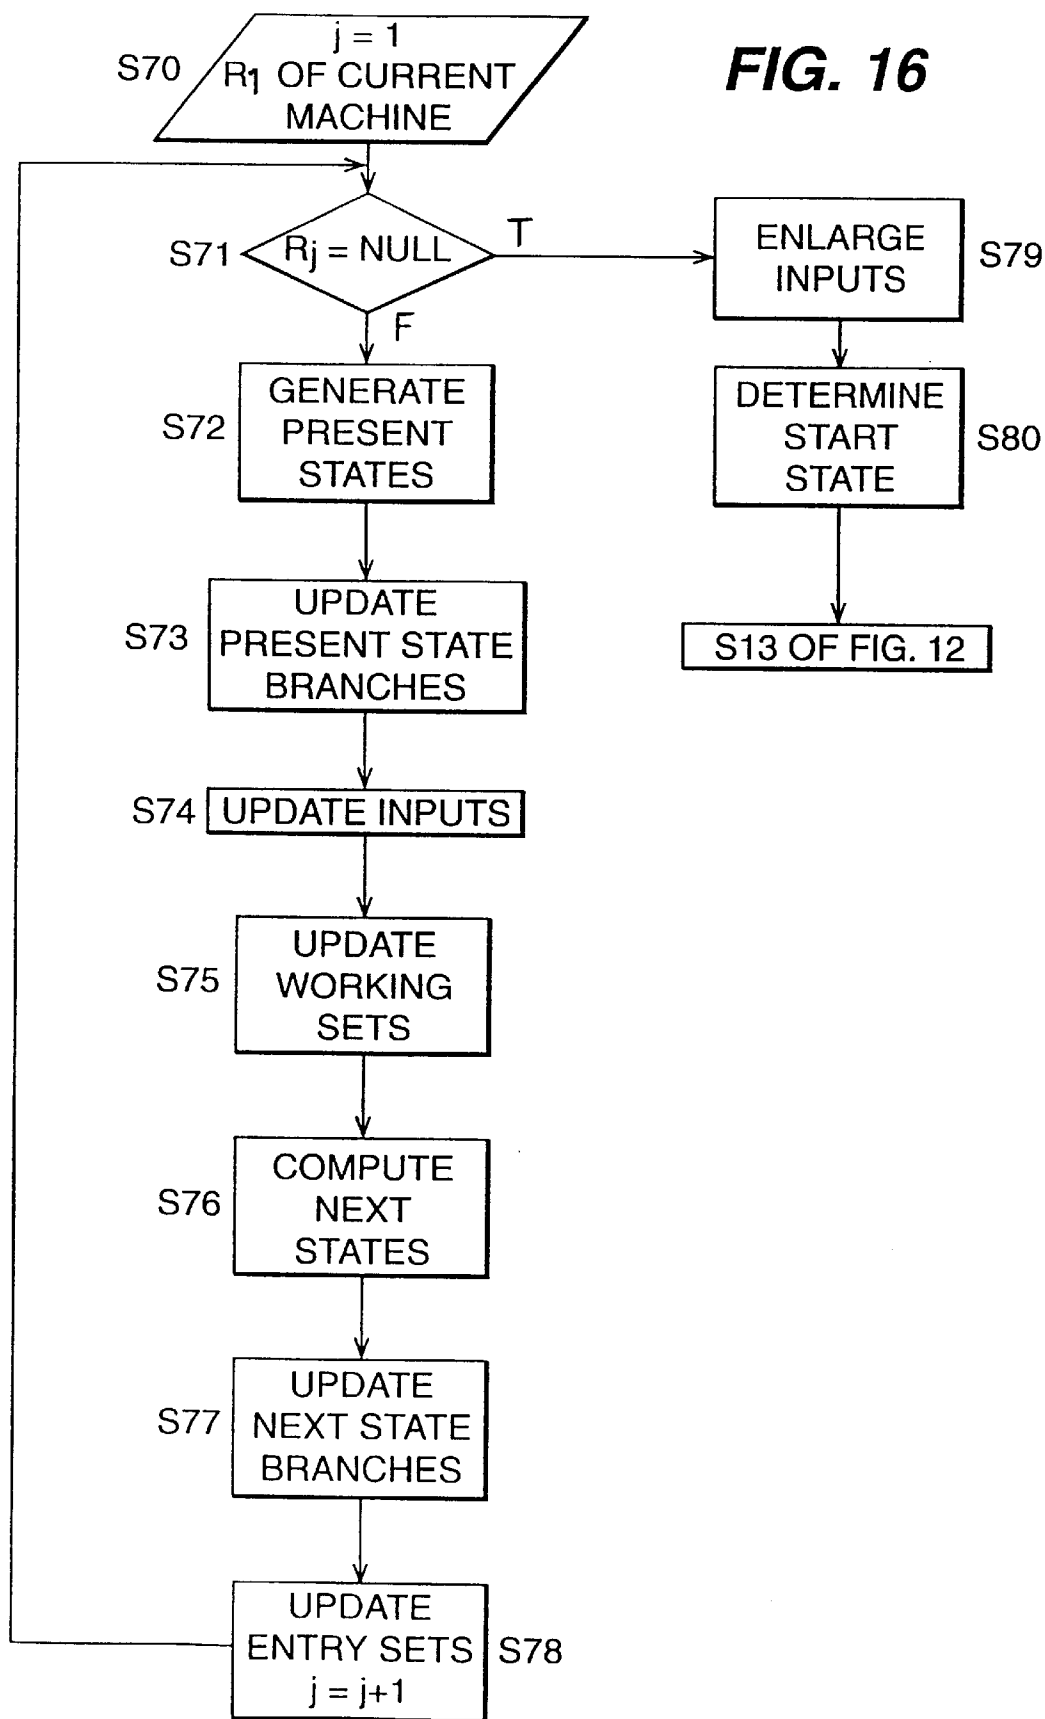 FIG. 16
S70
j = 1
R1 OF CURRENT
MACHINE
S71
Rj = NULL
T
F
ENLARGE
INPUTS
S79
S72
GENERATE
PRESENT
STATES
DETERMINE
START
STATE
S80
S73
UPDATE
PRESENT STATE
BRANCHES
S13 OF FIG. 12
S74
UPDATE INPUTS
S75
UPDATE
WORKING
SETS
S76
COMPUTE
NEXT
STATES
S77
UPDATE
NEXT STATE
BRANCHES
UPDATE
ENTRY SETS
j = j+1
S78